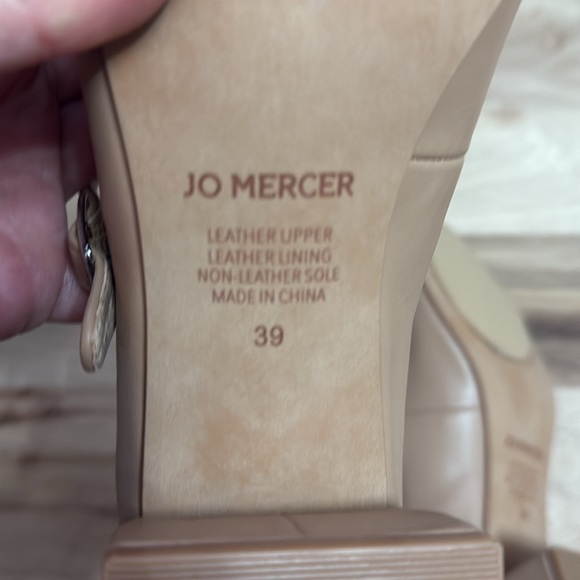 JO MERCER
LEATHER UPPER
LEATHER LINING
NON-LEATHER SOLE
MADE IN CHINA
39